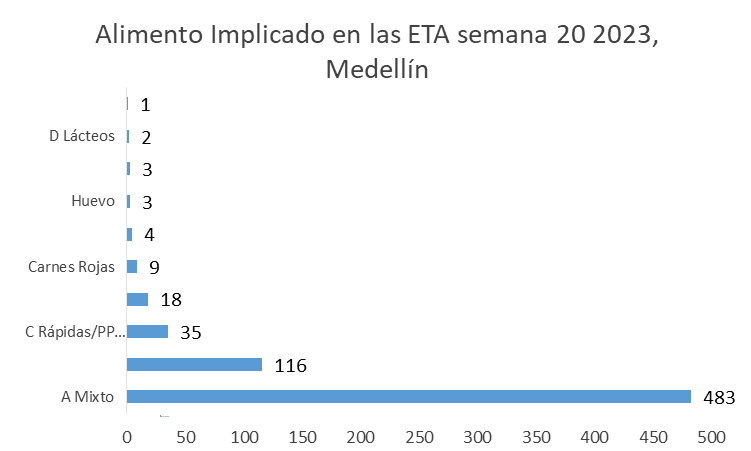 Alimento Implicado en las ETA semana 20 2023,
Medellín
1
D Lácteos 2
3
Huevo 3
4
Carnes Rojas 9
18
C Rápidas/PP... 35
116
A Mixto 483
0 50 100 150 200 250 300 350 400 450 500